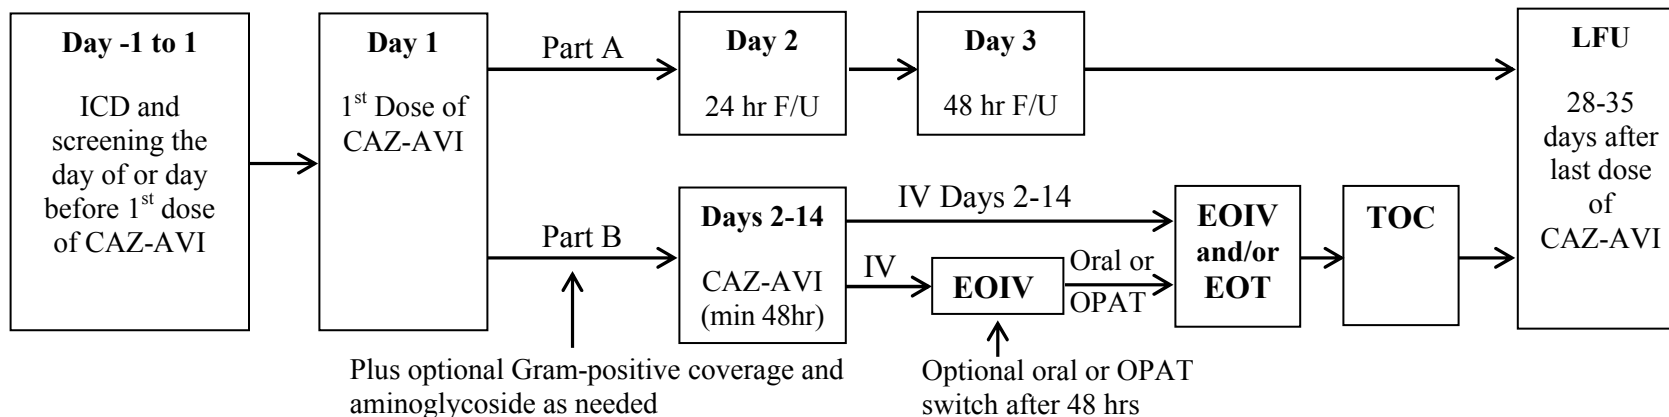 Day -1 to 1
ICD and
screening the
day of or day
before 1st dose
of CAZ-AVI
Day 1
1st Dose of
CAZ-AVI
Part A
Day 2
24 hr F/U
Day 3
48 hr F/U
Part B
Plus optional Gram-positive coverage and
aminoglycoside as needed
Days 2-14
CAZ-AVI
(min 48hr)
IV Days 2-14
IV
EOIV
Oral or
OPAT
Optional oral or OPAT
switch after 48 hrs
EOIV
and/or
EOT
TOC
LFU
28-35
days after
last dose
of
CAZ-AVI